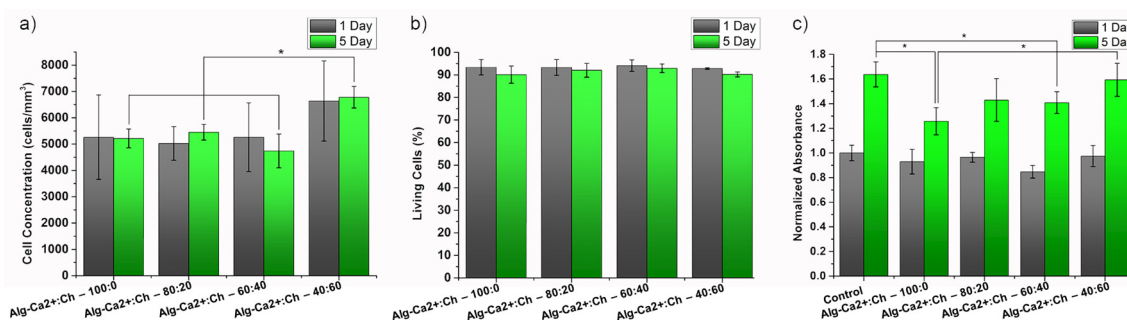 a)
1 Day
5 Day
*
Cell Concentration (cells/mm³)
8000
7000
6000
5000
4000
3000
2000
1000
0
Alg-Ca2+:Ch – 100:0
Alg-Ca2+:Ch – 80:20
Alg-Ca2+:Ch – 60:40
Alg-Ca2+:Ch – 40:60
b)
1 Day
5 Day
Living Cells (%)
100
90
80
70
60
50
40
30
20
10
0
Alg-Ca2+:Ch – 100:0
Alg-Ca2+:Ch – 80:20
Alg-Ca2+:Ch – 60:40
Alg-Ca2+:Ch – 40:60
c)
1 Da
5 Da
*
*
*
Normalized Absorbance
1.8
1.6
1.4
1.2
1.0
0.8
0.6
0.4
0.2
0.0
Control
Alg-Ca2+:Ch – 100:0
Alg-Ca2+:Ch – 80:20
Alg-Ca2+:Ch – 60:40
Alg-Ca2+:Ch – 40:60